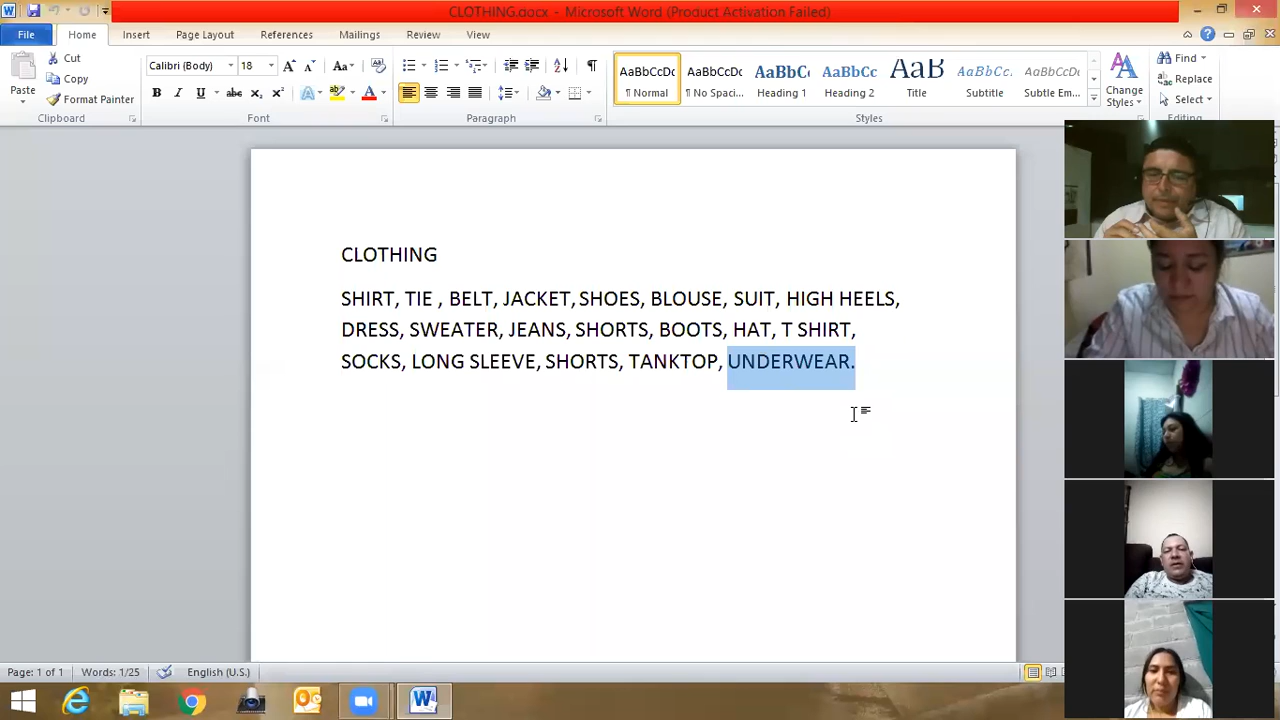 CLOTHING.docx - Microsoft Word (Product Activation Failed)
File Home Insert Page Layout References Mailings Review View
Paste
Cut
Copy
Format Painter
Clipboard
Calibri (Body) 18
Font
Paragraph
AaBbCcDc AaBbCcDc AaBbC AaBbCc AaB AaBbCc. AaBbCcDc
¶ Normal ¶ No Spaci... Heading 1 Heading 2 Title Subtitle Subtle Em...
Styles
Change
Styles
Find
Replace
Select
Editing
CLOTHING
SHIRT, TIE , BELT, JACKET, SHOES, BLOUSE, SUIT, HIGH HEELS,
DRESS, SWEATER, JEANS, SHORTS, BOOTS, HAT, T SHIRT,
SOCKS, LONG SLEEVE, SHORTS, TANKTOP, UNDERWEAR.
Page: 1 of 1 Words: 1/25 English (U.S.)